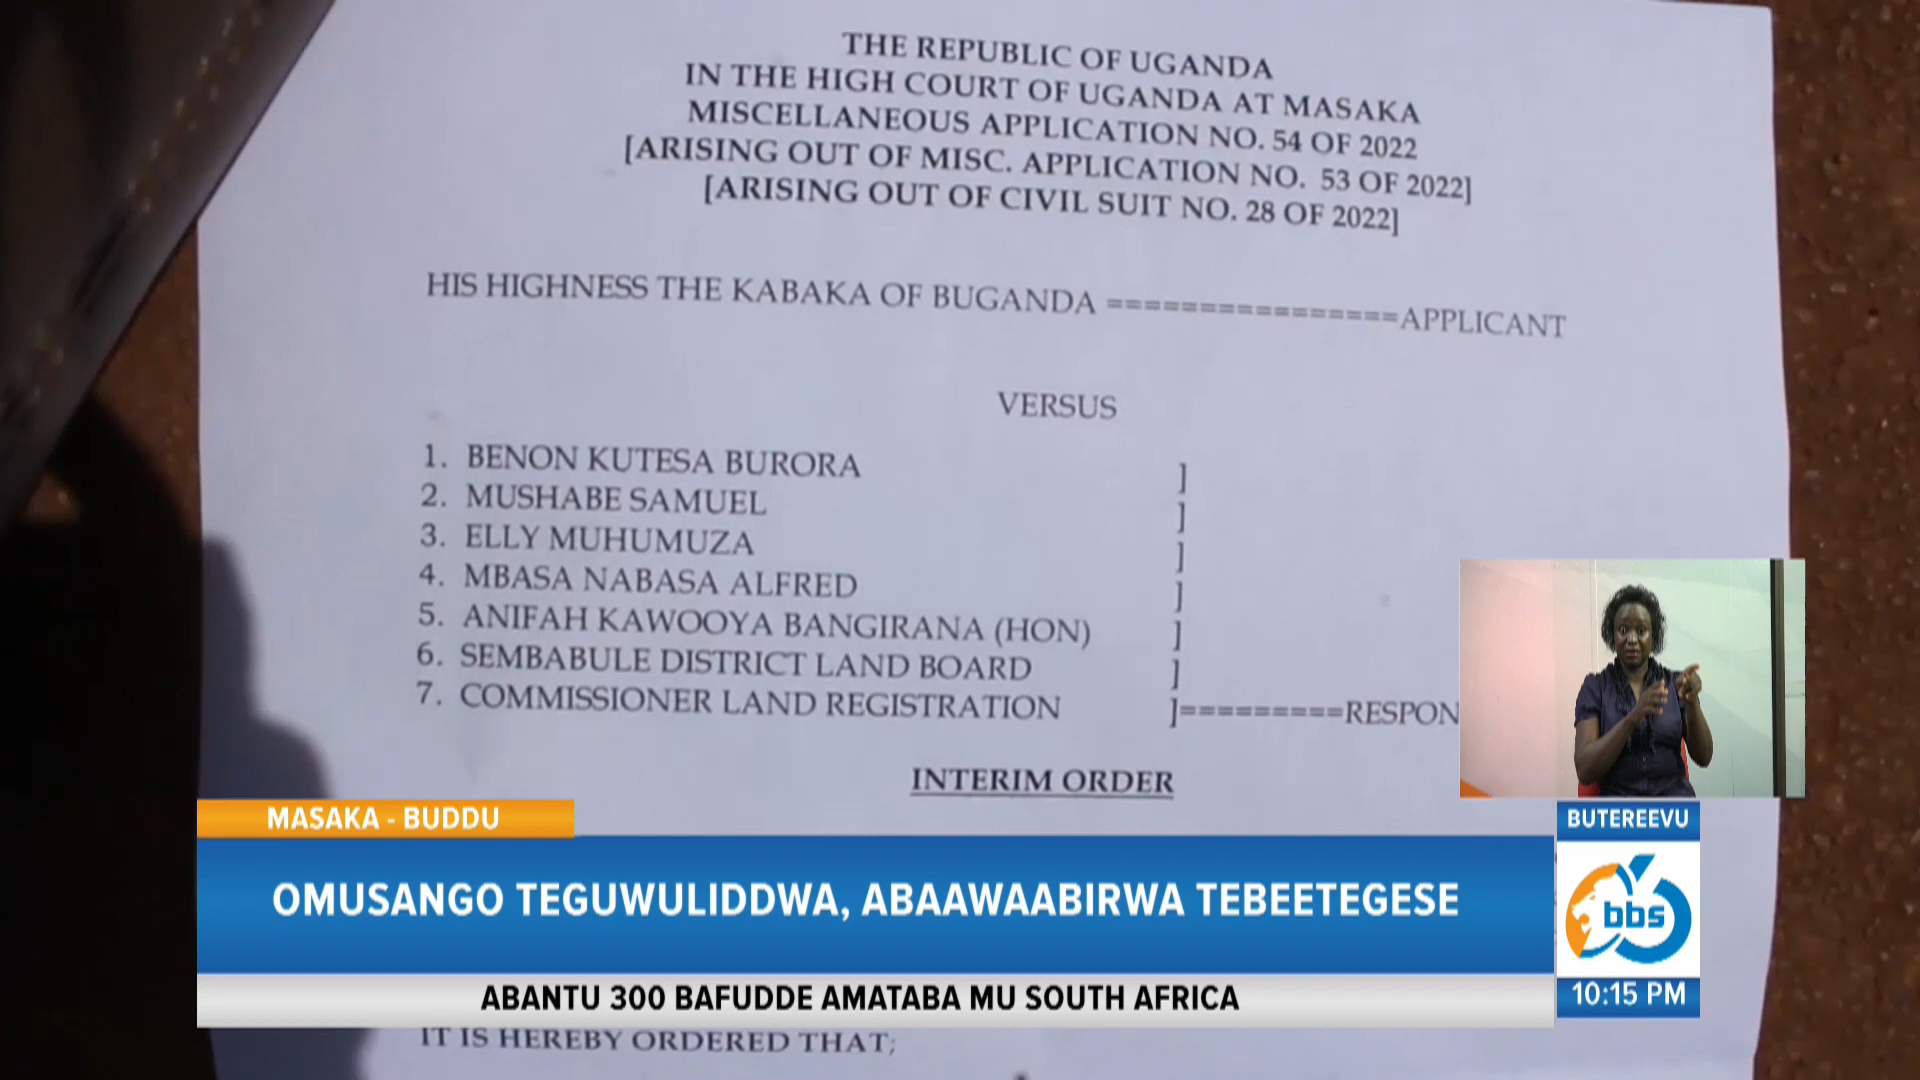 THE REPUBLIC OF UGANDA
IN THE HIGH COURT OF UGANDA AT MASAKA
MISCELLANEOUS APPLICATION NO. 54 OF 2022
[ARISING OUT OF MISC. APPLICATION NO. 53 OF 2022]
[ARISING OUT OF CIVIL SUIT NO. 28 OF 2022]
HIS HIGHNESS THE KABAKA OF BUGANDA ================APPLICANT
VERSUS
1. BENON KUTESA BURORA ]
2. MUSHABE SAMUEL ]
3. ELLY MUHUMUZA ]
4. MBASA NABASA ALFRED ]
5. ANIFAH KAWOOYA BANGIRANA (HON) ]
6. SEMBABULE DISTRICT LAND BOARD ]
7. COMMISSIONER LAND REGISTRATION ]=========RESPON
INTERIM ORDER
MASAKA - BUDDU
BUTEREEVU
OMUSANGO TEGUWULIDDWA, ABAAWAABIRWA TEBEETEGESE
bbs
ABANTU 300 BAFUDDE AMATABA MU SOUTH AFRICA
10:15 PM
IT IS HEREBY ORDERED THAT;